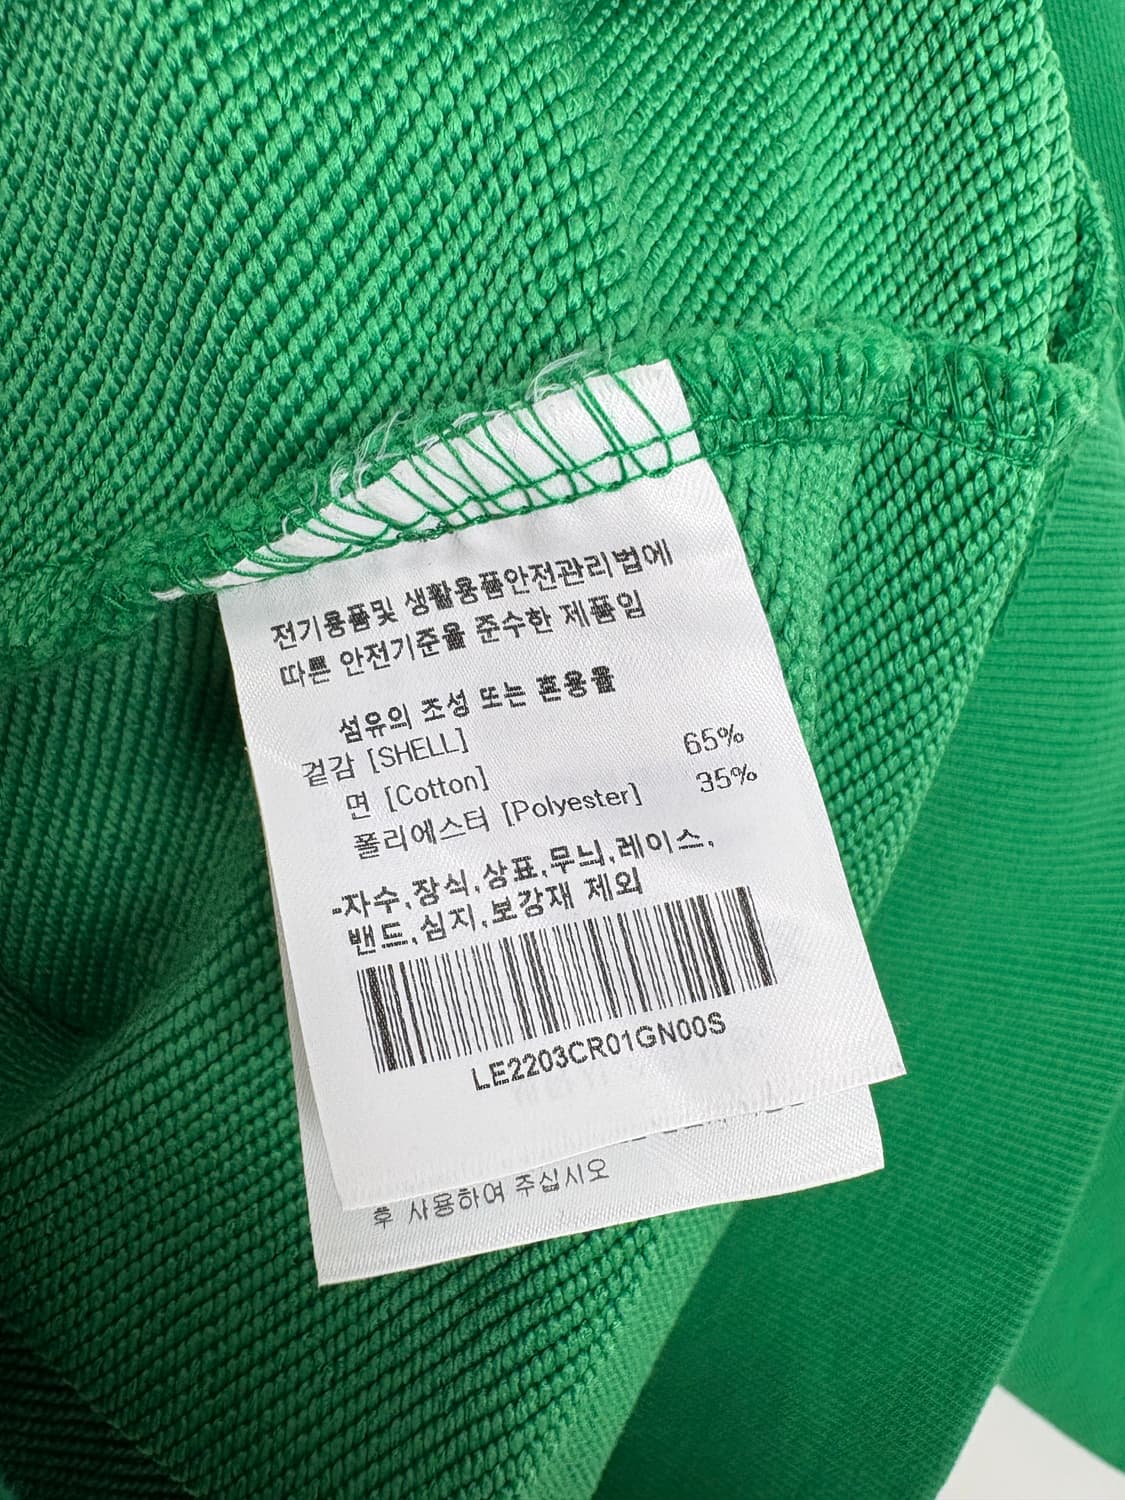 전기용품및 생활용품안전관리법에
따른 안전기준을 준수한 제품임
섬유의 조성 또는 혼용율
겉감 [SHELL]
면 [Cotton] 65%
폴리에스터 [Polyester] 35%
-자수,장식,상표,무늬,레이스,
밴드,심지,보강재 제외
LE2203CR01GN00S
후 사용하여 주십시오